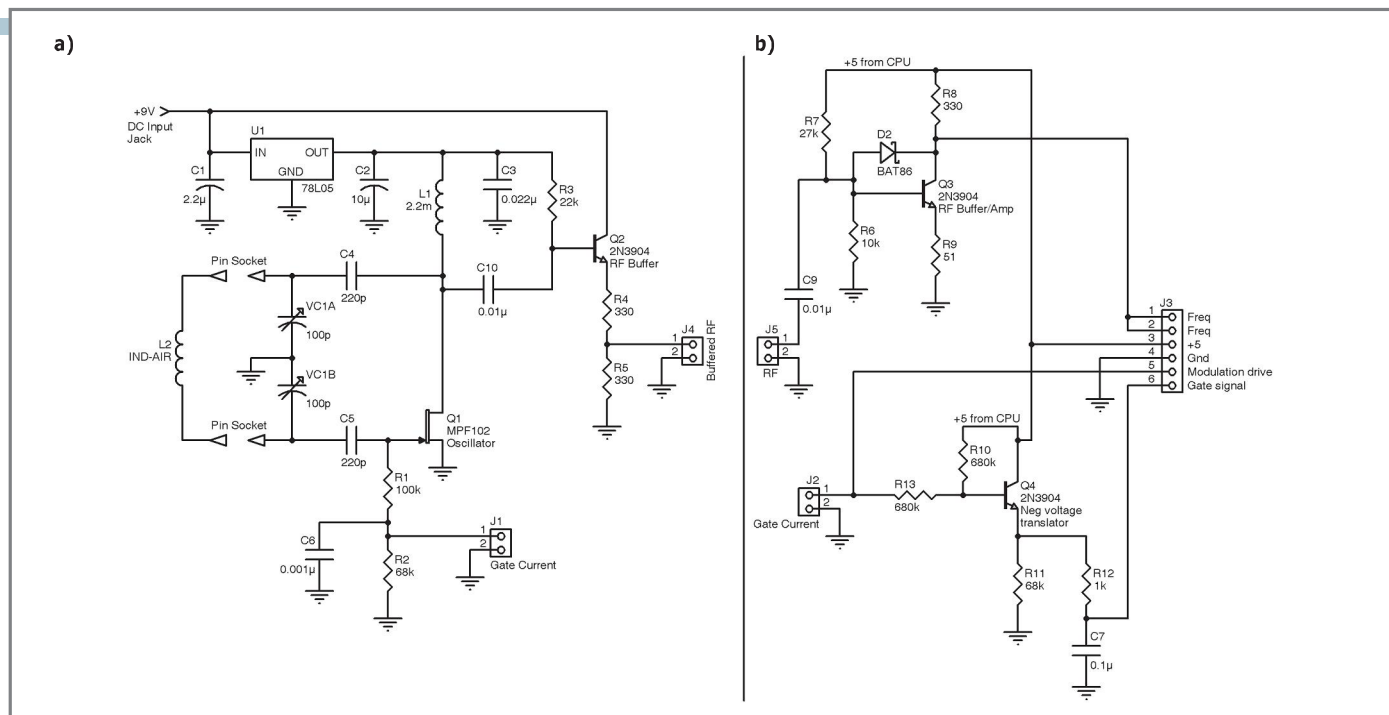 a)
+9V
DC Input
Jack
U1
IN
OUT
GND
78L05
C1
2.2µ
C2
10µ
L1
2.2m
C3
0.022µ
R3
22k
Q2
2N3904
RF Buffer
Pin Socket
C4
220p
C10
0.01µ
VC1A
100p
R4
330
L2
IND-AIR
J4
1
2
Buffered RF
VC1B
100p
R5
330
Pin Socket
C5
220p
Q1
MPF102
Oscillator
R1
100k
C6
0.001µ
J1
1
2
Gate Current
R2
68k
b)
+5 from CPU
R8
330
R7
27k
D2
BAT86
Q3
2N3904
RF Buffer/Amp
R6
10k
R9
51
C9
0.01µ
J5
1
2
RF
J3
1 Freq
2 Freq
3 +5
4 Gnd
5 Modulation drive
6 Gate signal
+5 from CPU
R10
680k
J2
1
2
Gate Current
R13
680k
Q4
2N3904
Neg voltage
translator
R11
68k
R12
1k
C7
0.1µ